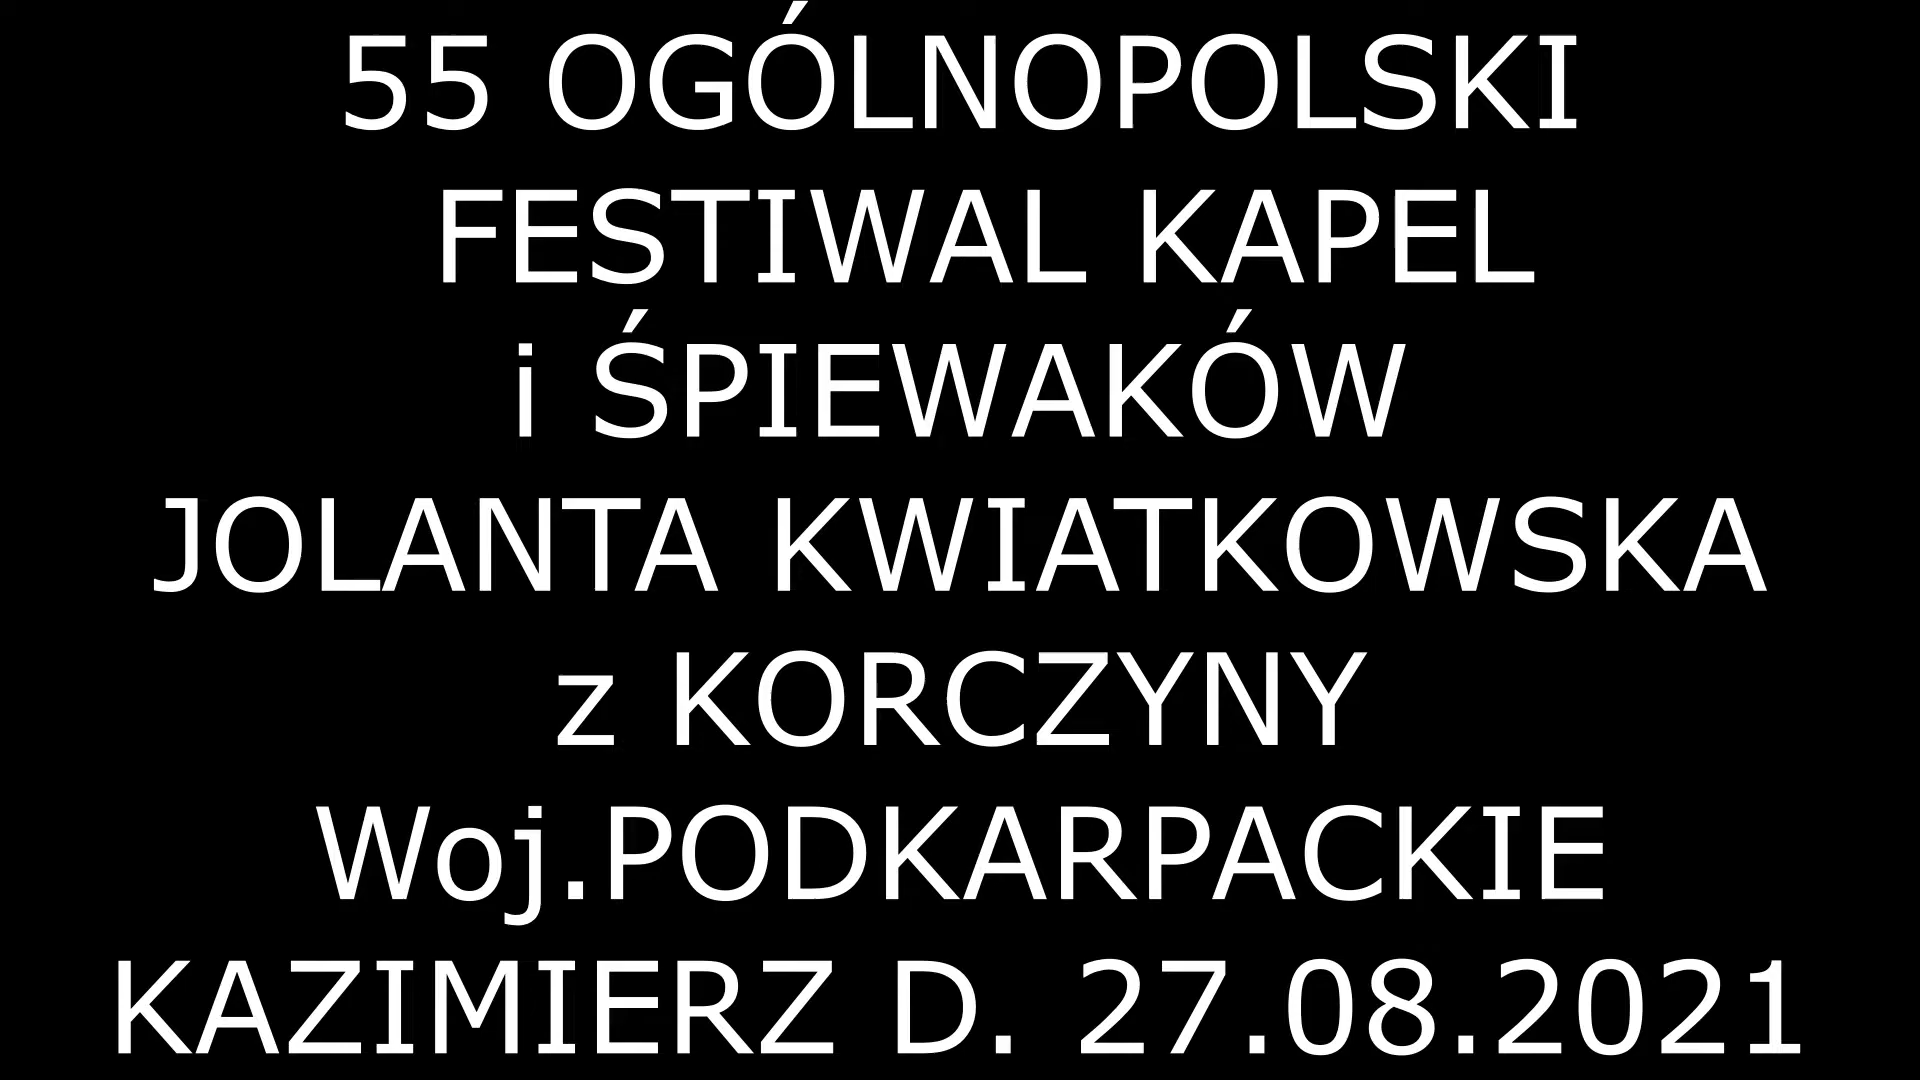 55 OGÓLNOPOLSKI
FESTIWAL KAPEL
i ŚPIEWAKÓW
JOLANTA KWIATKOWSKA
z KORCZYNY
Woj.PODKARPACKIE
KAZIMIERZ D. 27.08.2021